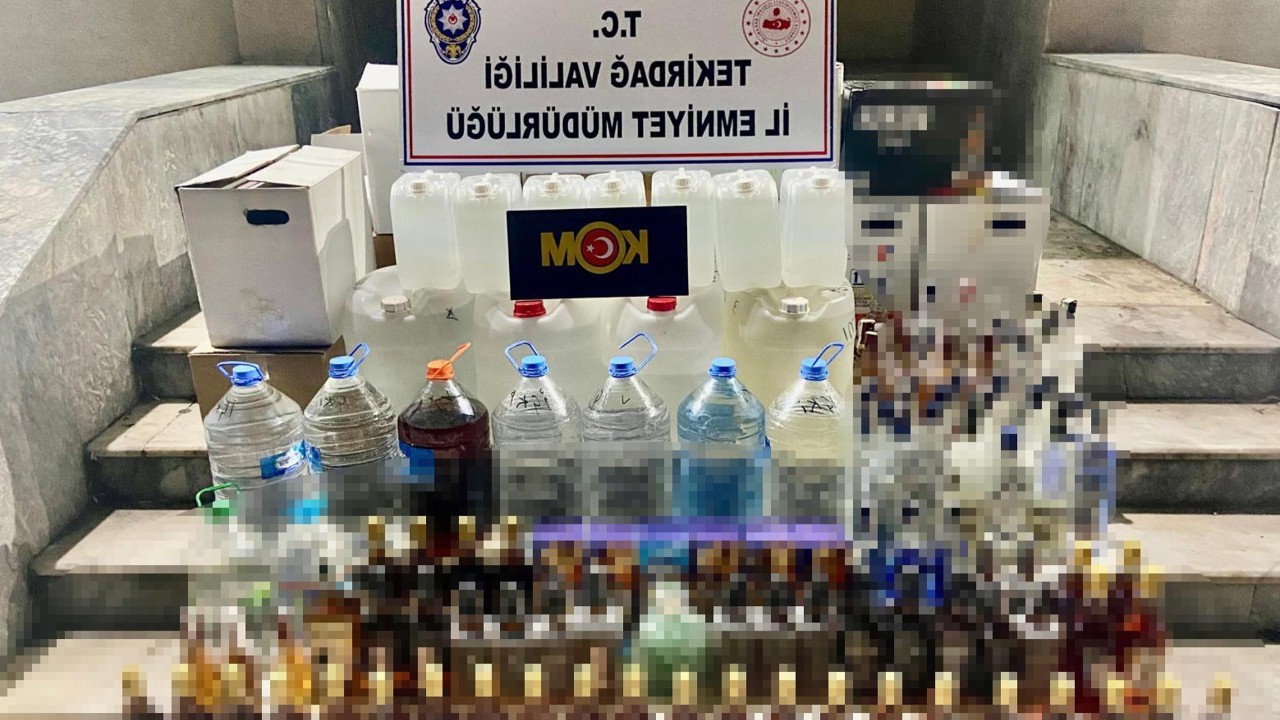 T.C.
TEKİRDAĞ VALİLİĞİ
İL EMNİYET MÜDÜRLÜĞÜ
KOM